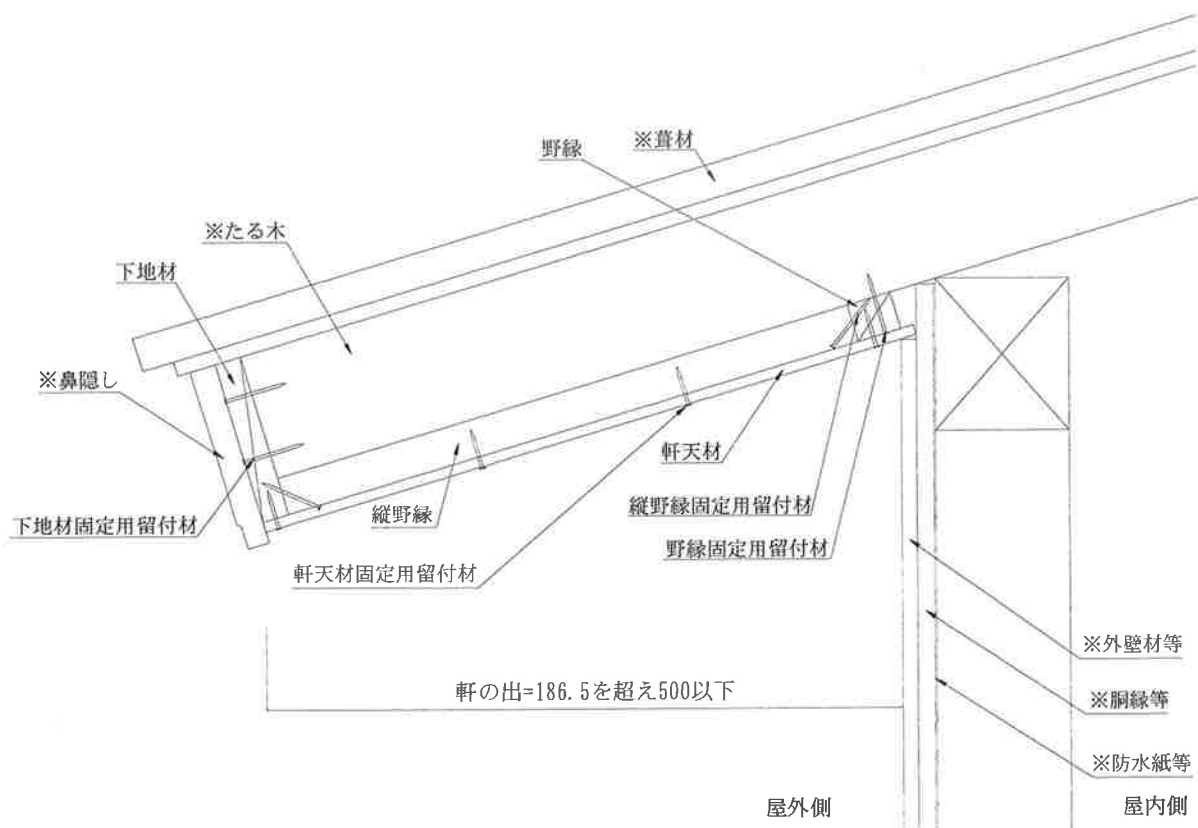 ※葺材
野縁
※たる木
下地材
※鼻隠し
軒天材
縦野縁固定用留付材
下地材固定用留付材
縦野縁
野縁固定用留付材
軒天材固定用留付材
※外壁材等
軒の出=186.5を超え500以下
※胴縁等
※防水紙等
屋外側
屋内側